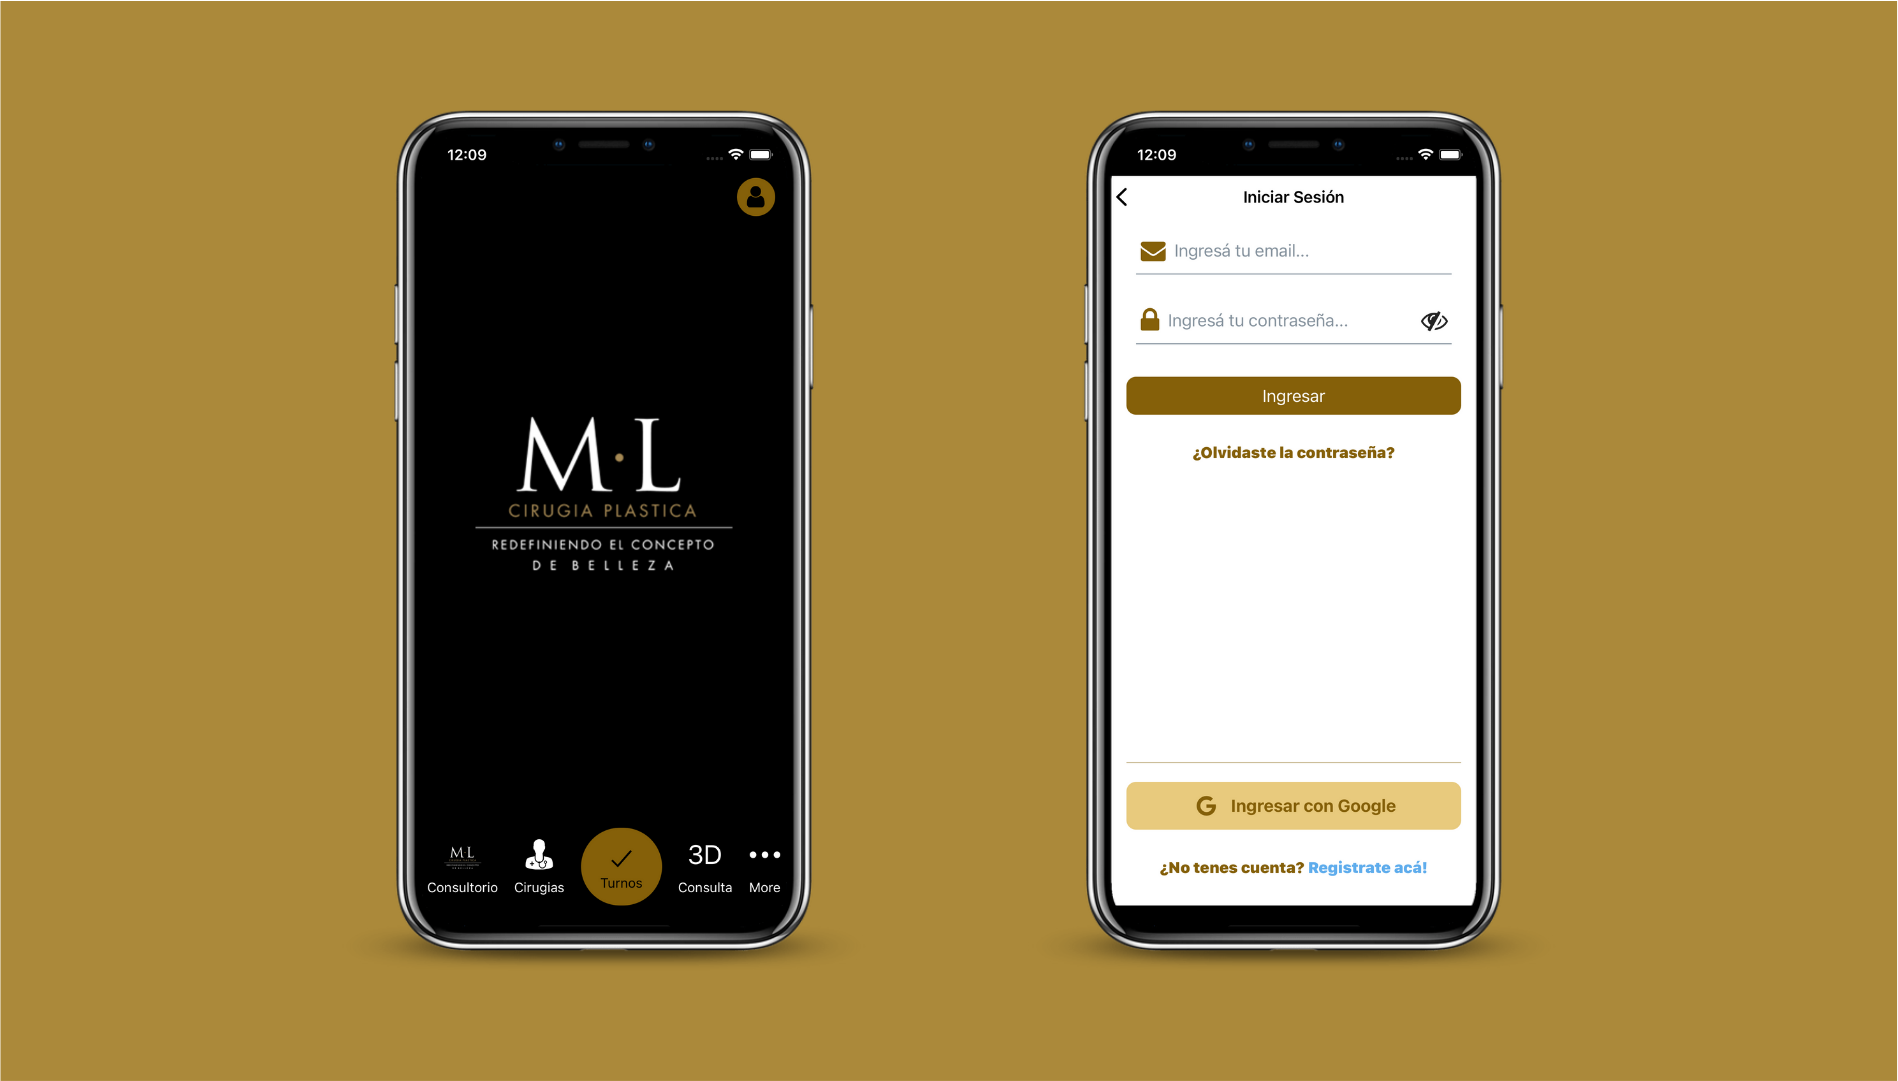 12:09
M·L
CIRUGIA PLASTICA
REDEFINIENDO EL CONCEPTO
DE BELLEZA
M·L
Consultorio
Cirugias
Turnos
3D
Consulta
More
12:09
Iniciar Sesión
Ingresá tu email...
Ingresá tu contraseña...
Ingresar
¿Olvidaste la contraseña?
G Ingresar con Google
¿No tenes cuenta? Registrate acá!